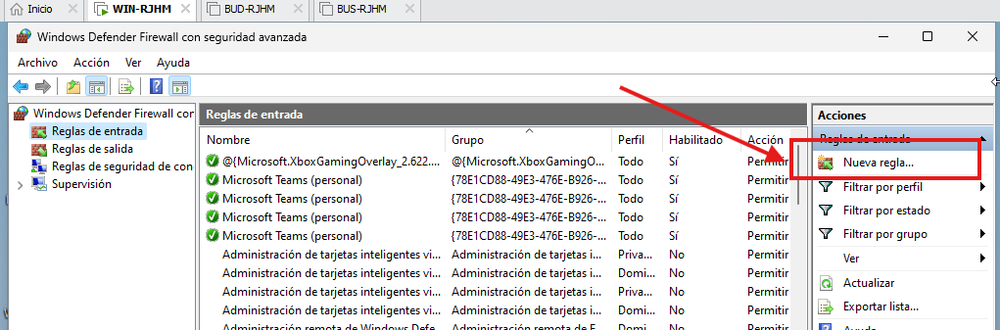 Inicio WIN-RJHM BUD-RJHM BUS-RJHM
Windows Defender Firewall con seguridad avanzada
Archivo Acción Ver Ayuda
Windows Defender Firewall con
Reglas de entrada
Reglas de salida
Reglas de seguridad de con
Supervisión
Reglas de entrada
Nombre Grupo Perfil Habilitado Acción
@{Microsoft.XboxGamingOverlay_2.622.... @{Microsoft.XboxGamingO... Todo Sí Permitir
Microsoft Teams (personal) {78E1CD88-49E3-476E-B926-... Todo Sí Permitir
Microsoft Teams (personal) {78E1CD88-49E3-476E-B926-... Todo Sí Permitir
Microsoft Teams (personal) {78E1CD88-49E3-476E-B926-... Todo Sí Permitir
Microsoft Teams (personal) {78E1CD88-49E3-476E-B926-... Todo Sí Permitir
Administración de tarjetas inteligentes vi... Administración de tarjetas i... Priva... No Permitir
Administración de tarjetas inteligentes vi... Administración de tarjetas i... Domi... No Permitir
Administración de tarjetas inteligentes vi... Administración de tarjetas i... Priva... No Permitir
Administración de tarjetas inteligentes vi... Administración de tarjetas i... Domi... No Permitir
Administración remota de Windows Defe... Administración remota de F... Domi... No Permitir
Acciones
Reglas de entrada
Nueva regla...
Filtrar por perfil
Filtrar por estado
Filtrar por grupo
Ver
Actualizar
Exportar lista...
Ayuda